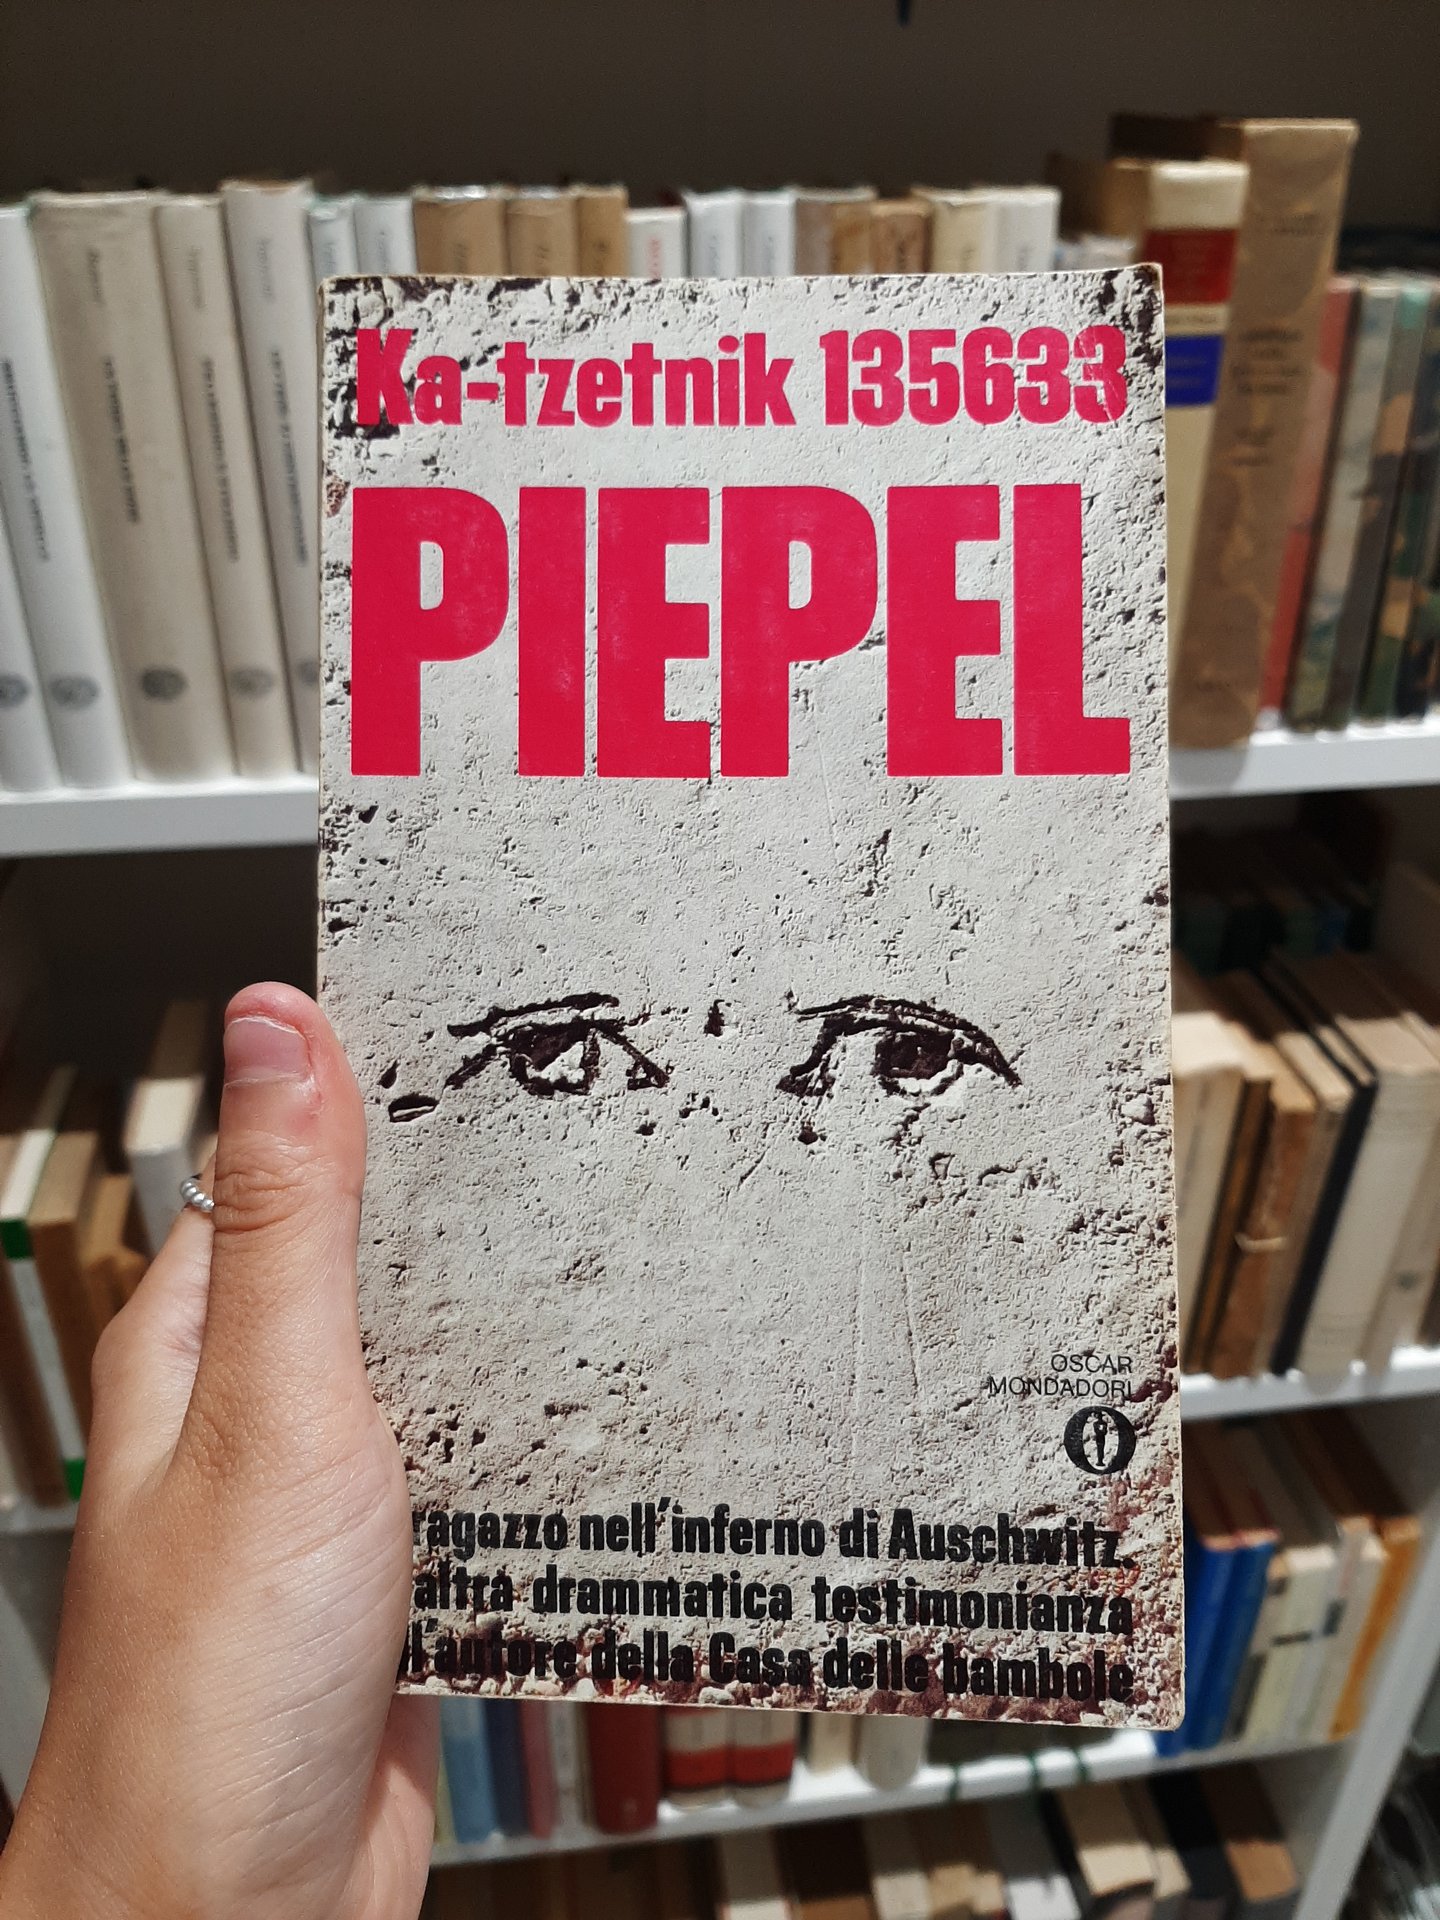 Ka-tzetnik 135633
PIEPEL
OSCAR
MONDADORI
ragazzo nell'inferno di Auschwitz.
altra drammatica testimonianza
l'autore della Casa delle bambole